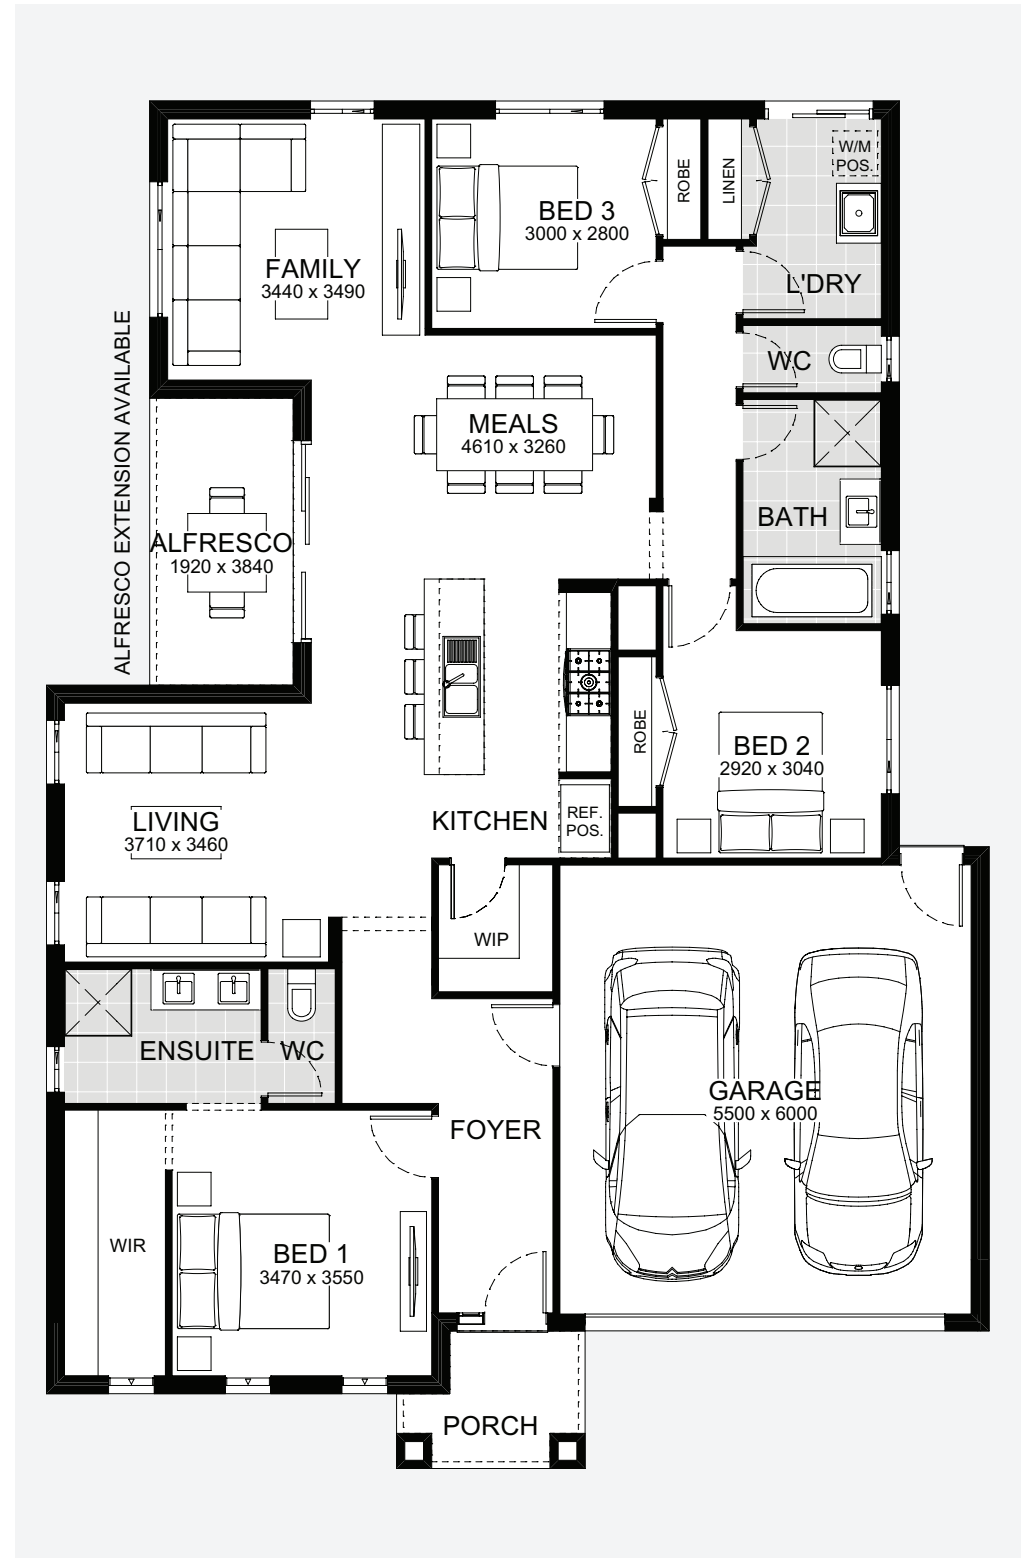 W/M
POS.
ROBE
LINEN
BED 3
3000 x 2800
FAMILY
3440 x 3490
L'DRY
WC
MEALS
4610 x 3260
ALFRESCO EXTENSION AVAILABLE
BATH
ALFRESCO
1920 x 3840
ROBE
BED 2
2920 x 3040
LIVING
3710 x 3460
KITCHEN
REF.
POS.
WIP
ENSUITE
WC
GARAGE
5500 x 6000
FOYER
WIR
BED 1
3470 x 3550
PORCH